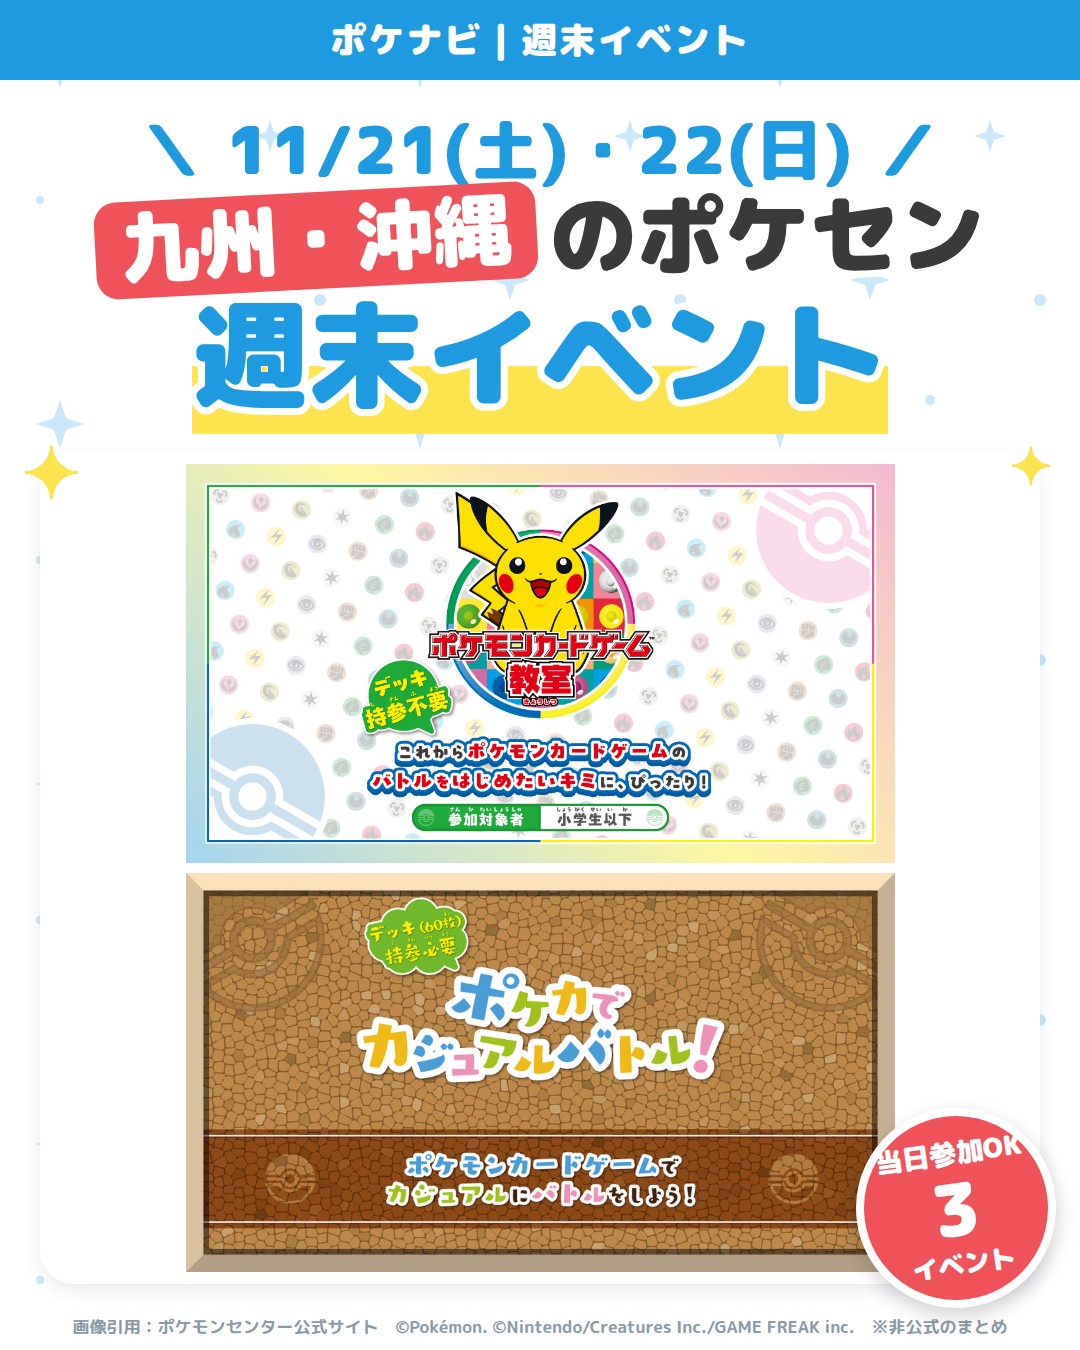 ポケナビ | 週末イベント
＼ 11/21(土)・22(日) ／
九州・沖縄のポケセン
週末イベント
ポケモンカードゲーム
教室
きょうしつ
デッキ
持参不要
これからポケモンカードゲームの
バトルをはじめたいキミに、ぴったり!
参加対象者 小学生以下
デッキ(60枚)
持参必要
ポケカで
カジュアルバトル!
ポケモンカードゲームで
カジュアルにバトルをしよう!
当日参加OK
3
イベント
画像引用：ポケモンセンター公式サイト ©Pokémon. ©Nintendo/Creatures Inc./GAME FREAK inc. ※非公式のまとめ